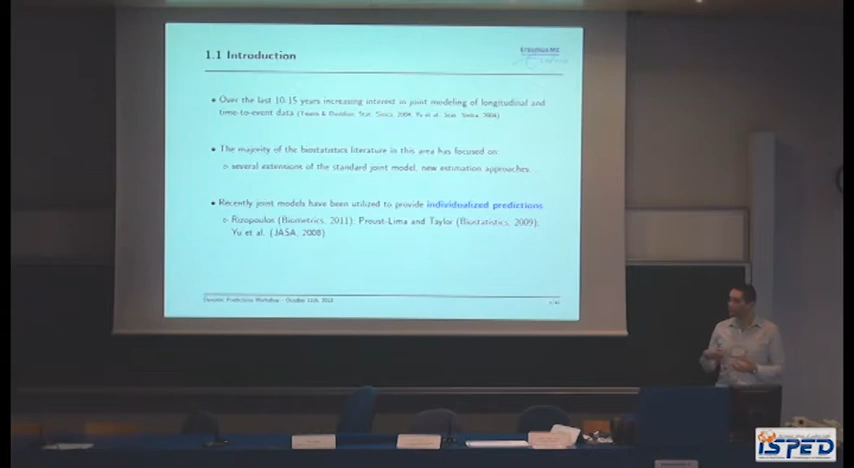 1.1 Introduction
Erasmus MC
• Over the last 10-15 years increasing interest in joint modeling of longitudinal and
time-to-event data (Tsiatis & Davidian, Stat. Sinica, 2004; Yu et al., Stat. Sinica, 2004)
• The majority of the biostatistics literature in this area has focused on:
◦ several extensions of the standard joint model, new estimation approaches
• Recently joint models have been utilized to provide individualized predictions
◦ Rizopoulos (Biometrics, 2011); Proust-Lima and Taylor (Biostatistics, 2009);
Yu et al. (JASA, 2008)
Dynamic Predictions Workshop – October
ISPED